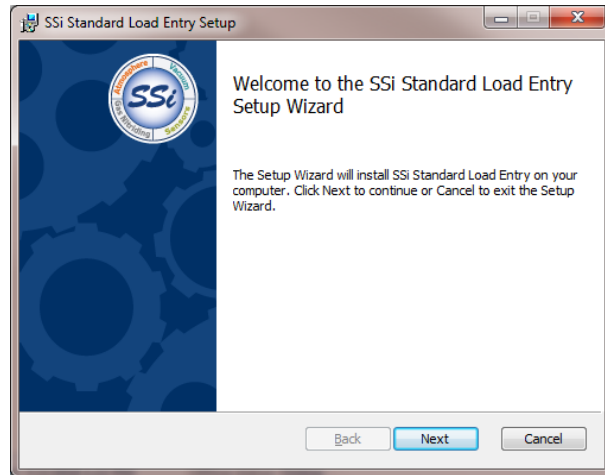 SSi Standard Load Entry Setup
Atmosphere
Vacuum
SSi
Gas Nitriding
Sensors
Welcome to the SSi Standard Load Entry
Setup Wizard
The Setup Wizard will install SSi Standard Load Entry on your
computer. Click Next to continue or Cancel to exit the Setup
Wizard.
Back Next Cancel